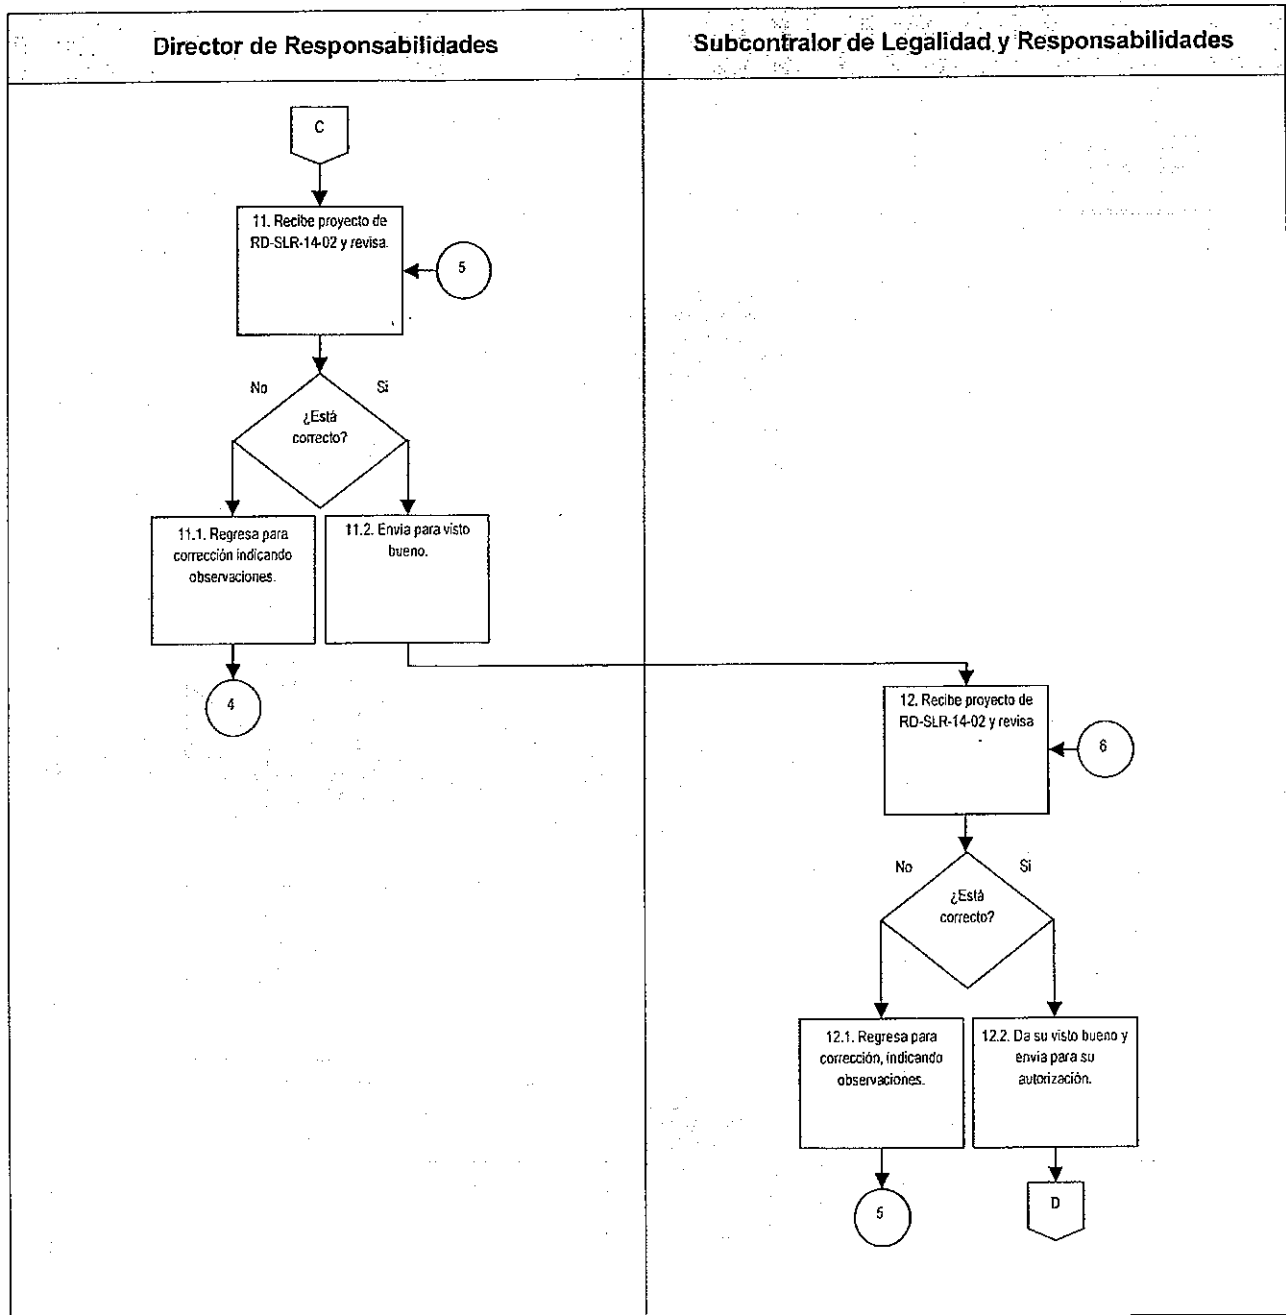 Director de Responsabilidades
Subcontralor de Legalidad y Responsabilidades
C
11. Recibe proyecto de
RD-SLR-14-02 y revisa.
5
No
Si
¿Está
correcto?
11.1. Regresa para
corrección indicando
observaciones.
11.2. Envia para visto
bueno.
4
12. Recibe proyecto de
RD-SLR-14-02 y revisa
6
No
Si
¿Está
correcto?
12.1. Regresa para
corrección, indicando
observaciones.
12.2. Da su visto bueno y
envia para su
autorización.
5
D